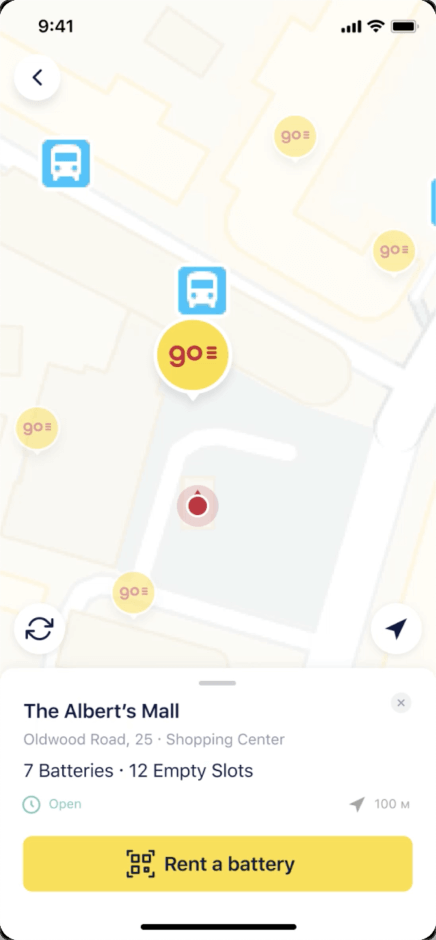 9:41
go
go
go
go
go
The Albert's Mall
Oldwood Road, 25 · Shopping Center
7 Batteries · 12 Empty Slots
Open
100 м
Rent a battery